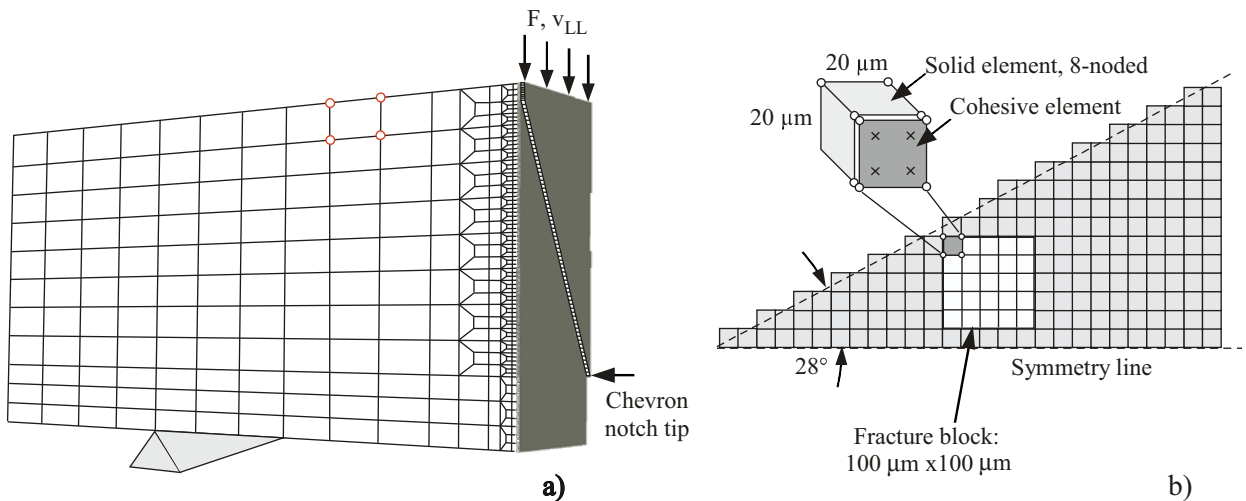 F, v_LL
Chevron
notch tip
a)
20 µm
Solid element, 8-noded
Cohesive element
20 µm
28°
Symmetry line
Fracture block:
100 µm x100 µm
b)